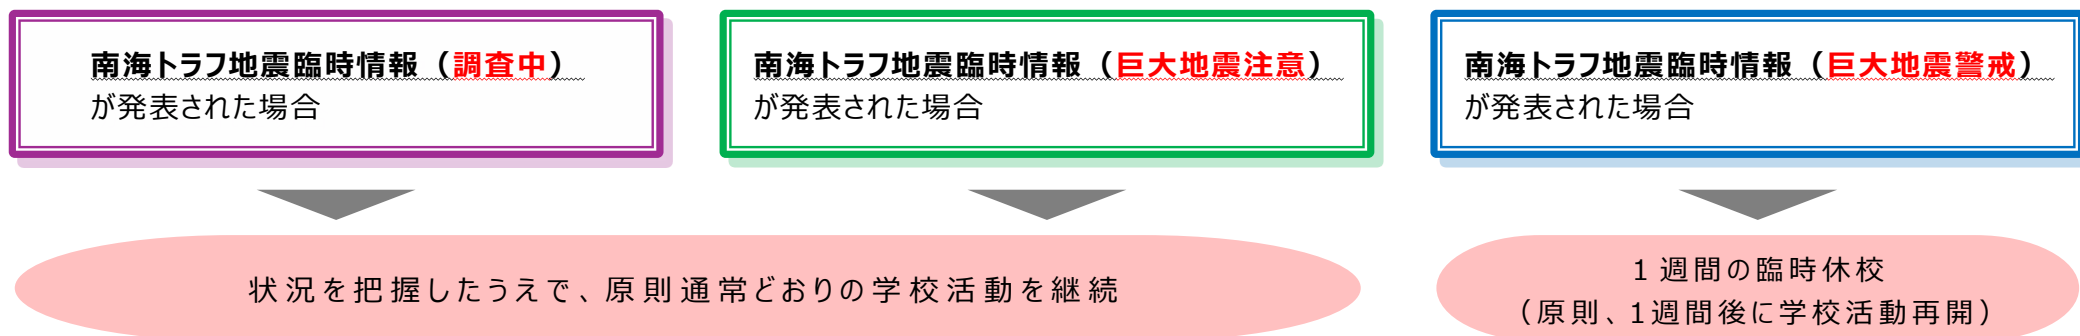 南海トラフ地震臨時情報（調査中）
が発表された場合
南海トラフ地震臨時情報（巨大地震注意）
が発表された場合
南海トラフ地震臨時情報（巨大地震警戒）
が発表された場合
状況を把握したうえで、原則通常どおりの学校活動を継続
1週間の臨時休校
（原則、1週間後に学校活動再開）